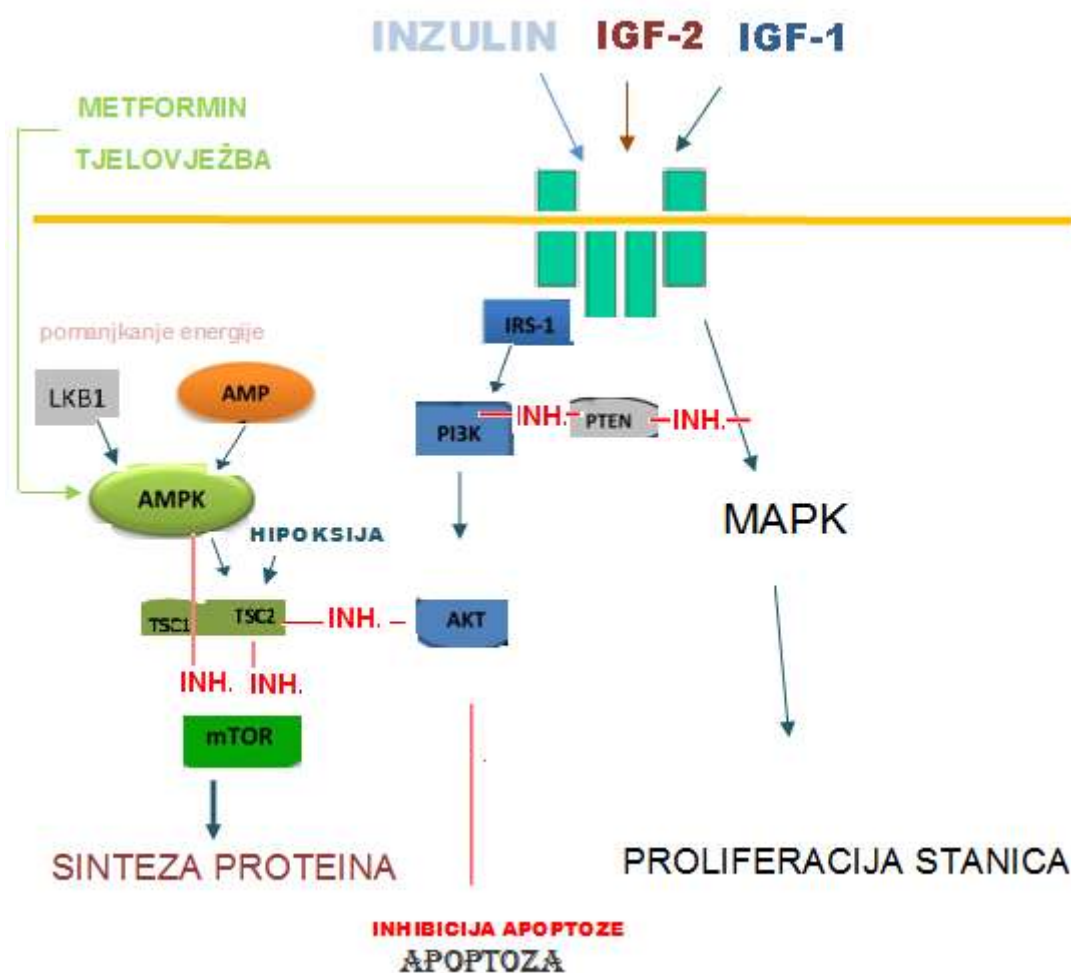 INZULIN IGF-2 IGF-1
METFORMIN
TJELOVJEŽBA
IRS-1
pomanjkanje energije
LKB1
AMP
PI3K
INH.
PTEN
INH.
AMPK
MAPK
HIPOKSIJA
TSC1
TSC2
INH.
AKT
INH.
INH.
mTOR
SINTEZA PROTEINA
PROLIFERACIJA STANICA
INHIBICIJA APOPTOZE
APOPTOZA